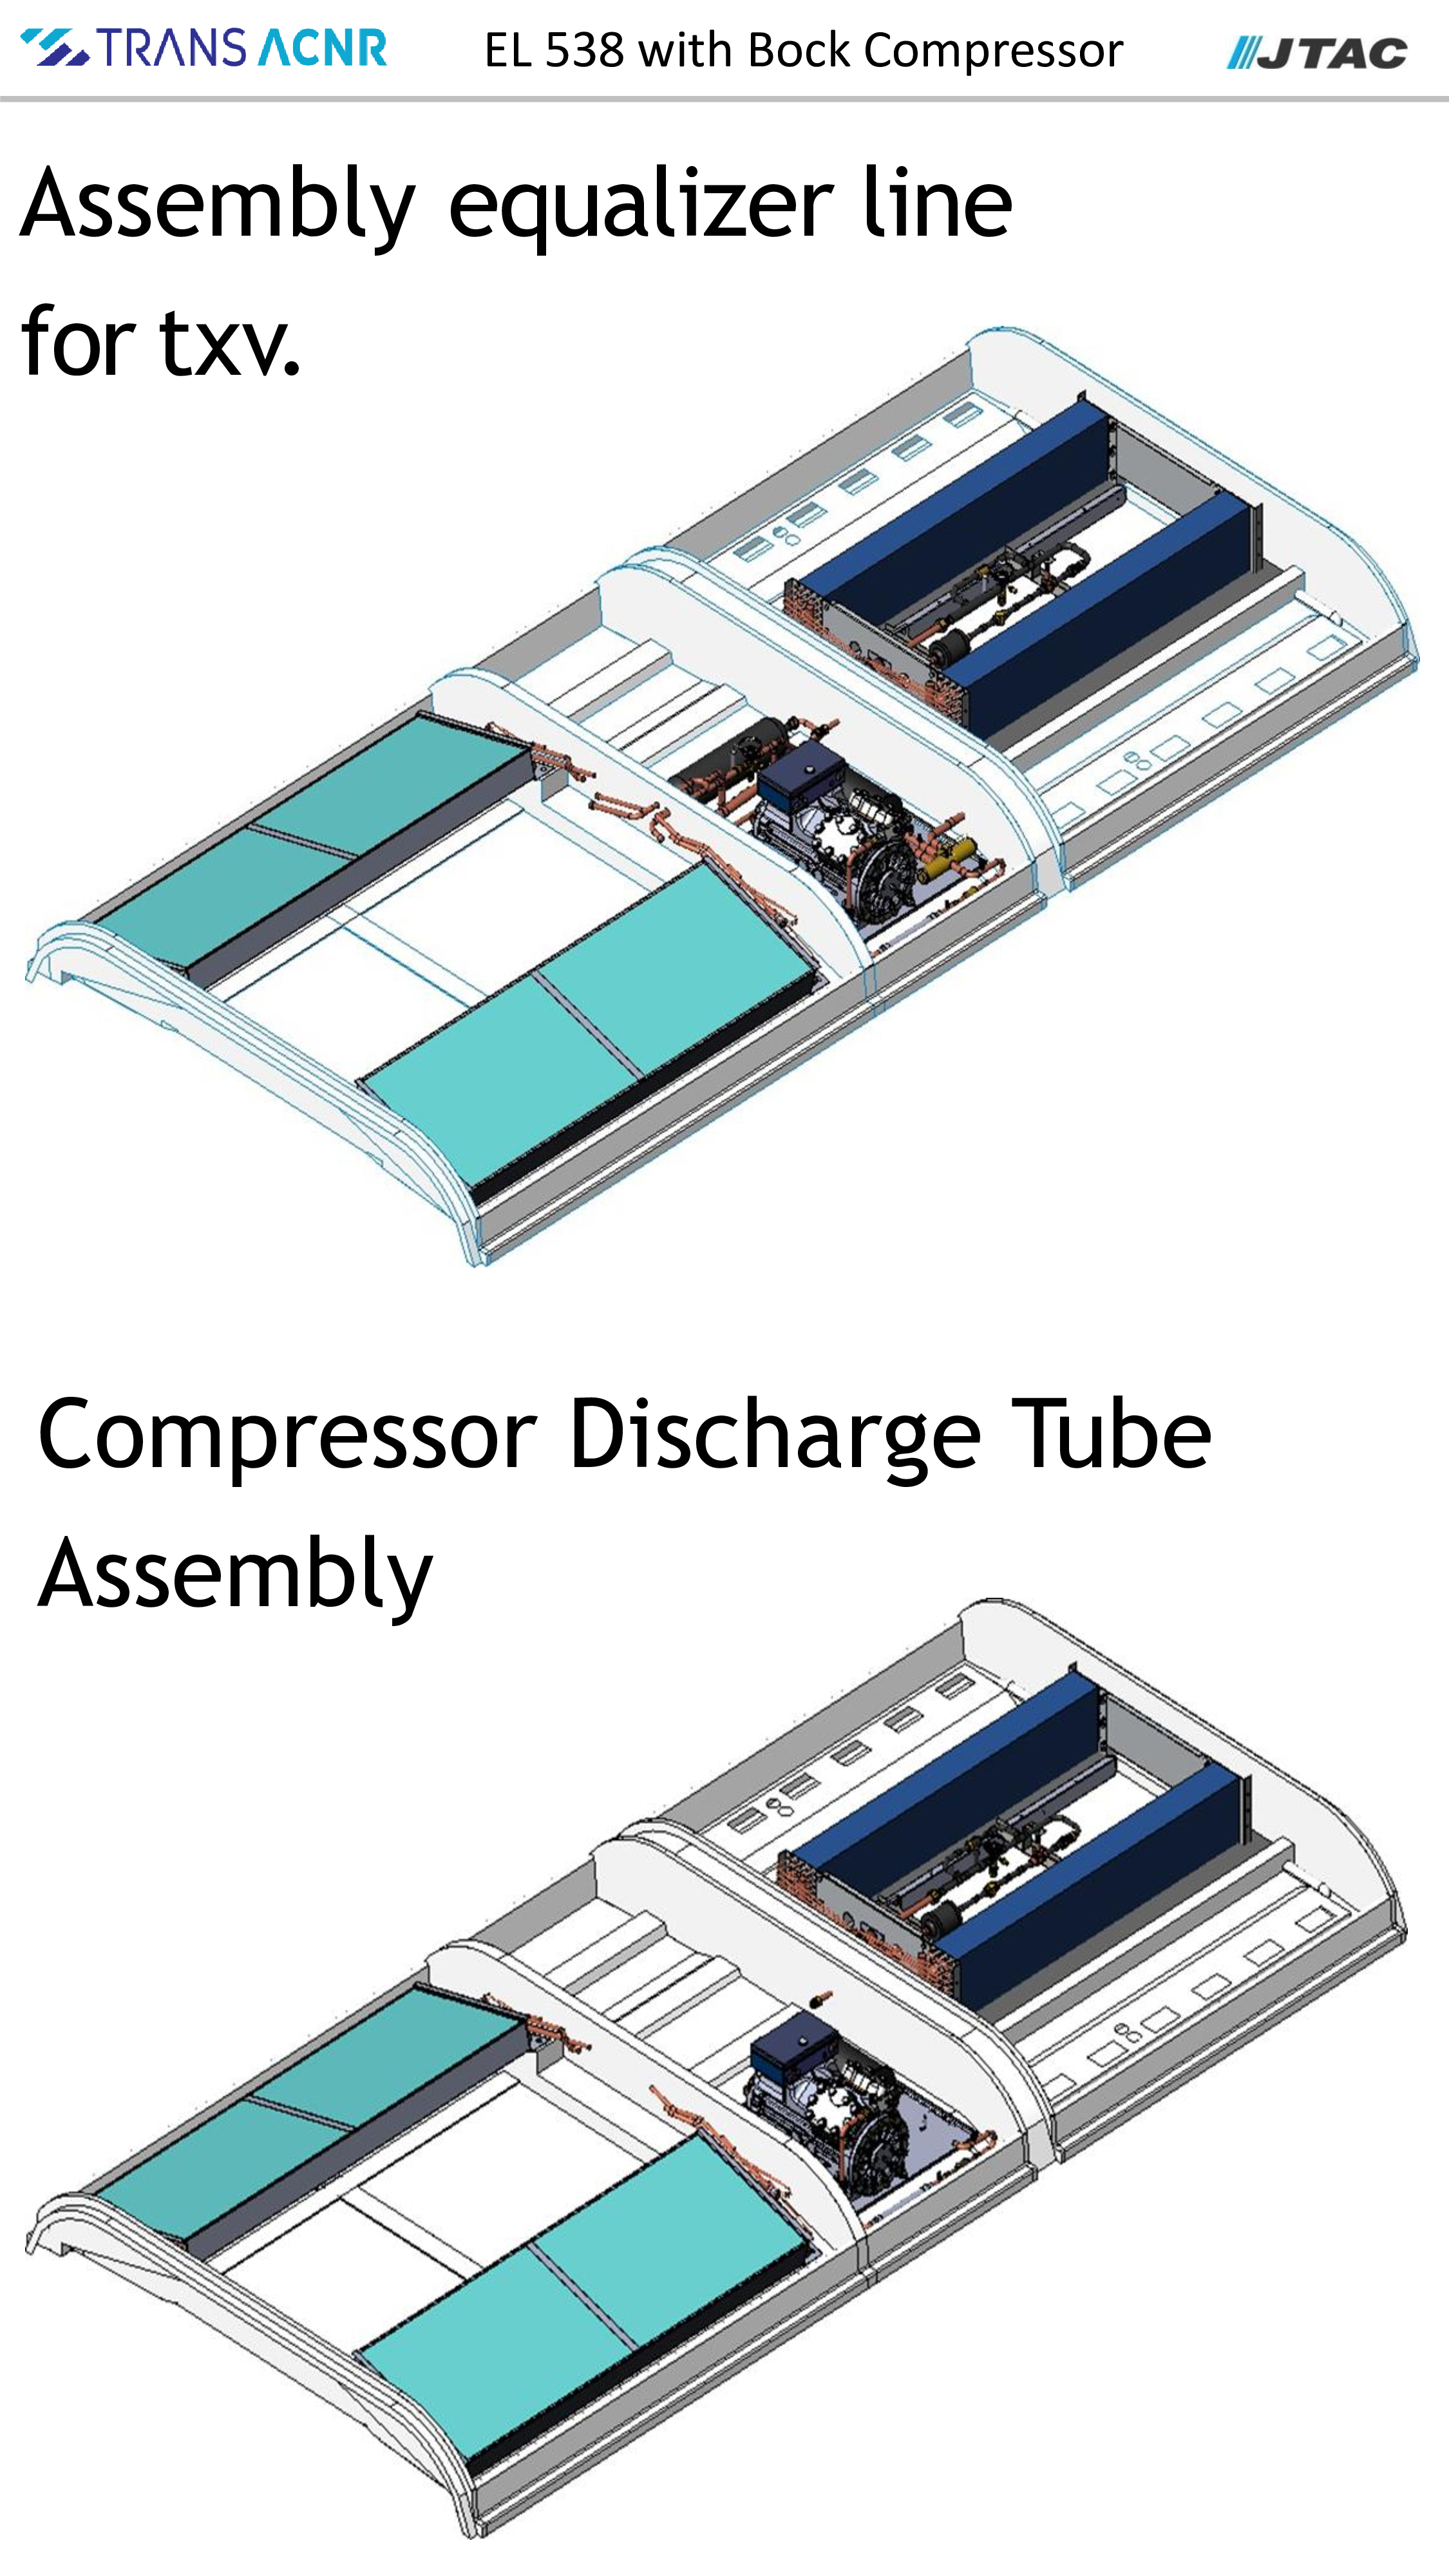 TRANS ACNR
EL 538 with Bock Compressor
JTAC
Assembly equalizer line
for txv.
Compressor Discharge Tube
Assembly